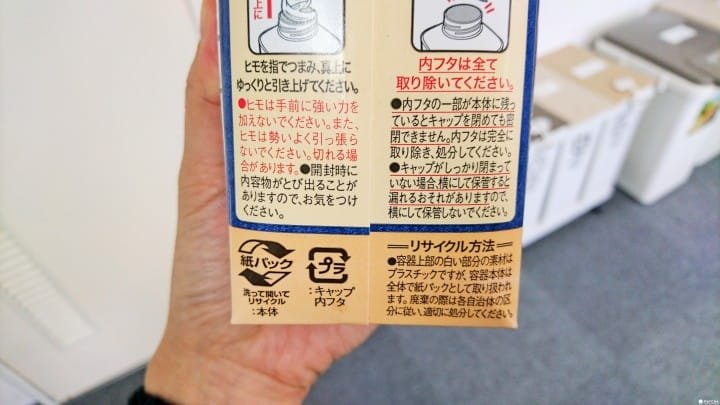 上に
ヒモを指でつまみ、真上に
ゆっくりと引き上げてください。
●ヒモは手前に強い力を
加えないでください。また、
ヒモは勢いよく引っ張ら
ないでください。切れる場
合があります。●開封時に
内容物がとび出ることが
ありますので、お気をつけ
ください。
内フタは全て
取り除いてください。
●内フタの一部が本体に残っ
ているとキャップを閉めても密
閉できません。内フタは完全に
取り除き、処分してください。
●キャップがしっかり閉まって
いない場合、横にして保管すると
漏れるおそれがありますので、
横にして保管しないでください。
紙パック
洗って開いて
リサイクル
:本体
プラ
:キャップ
内フタ
リサイクル方法
●容器上部の白い部分の素材は
プラスチックですが、容器本体は
全体で紙パックとして取り扱われ
ます。廃棄の際は各自治体の区
分に従い、適切に処分してください。
MATCHA